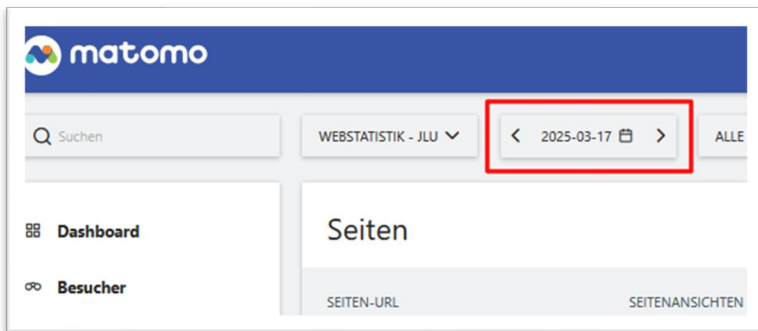 matomo
Suchen
WEBSTATISTIK - JLU
2025-03-17
ALLE
Dashboard
Seiten
Besucher
SEITEN-URL
SEITENANSICHTEN